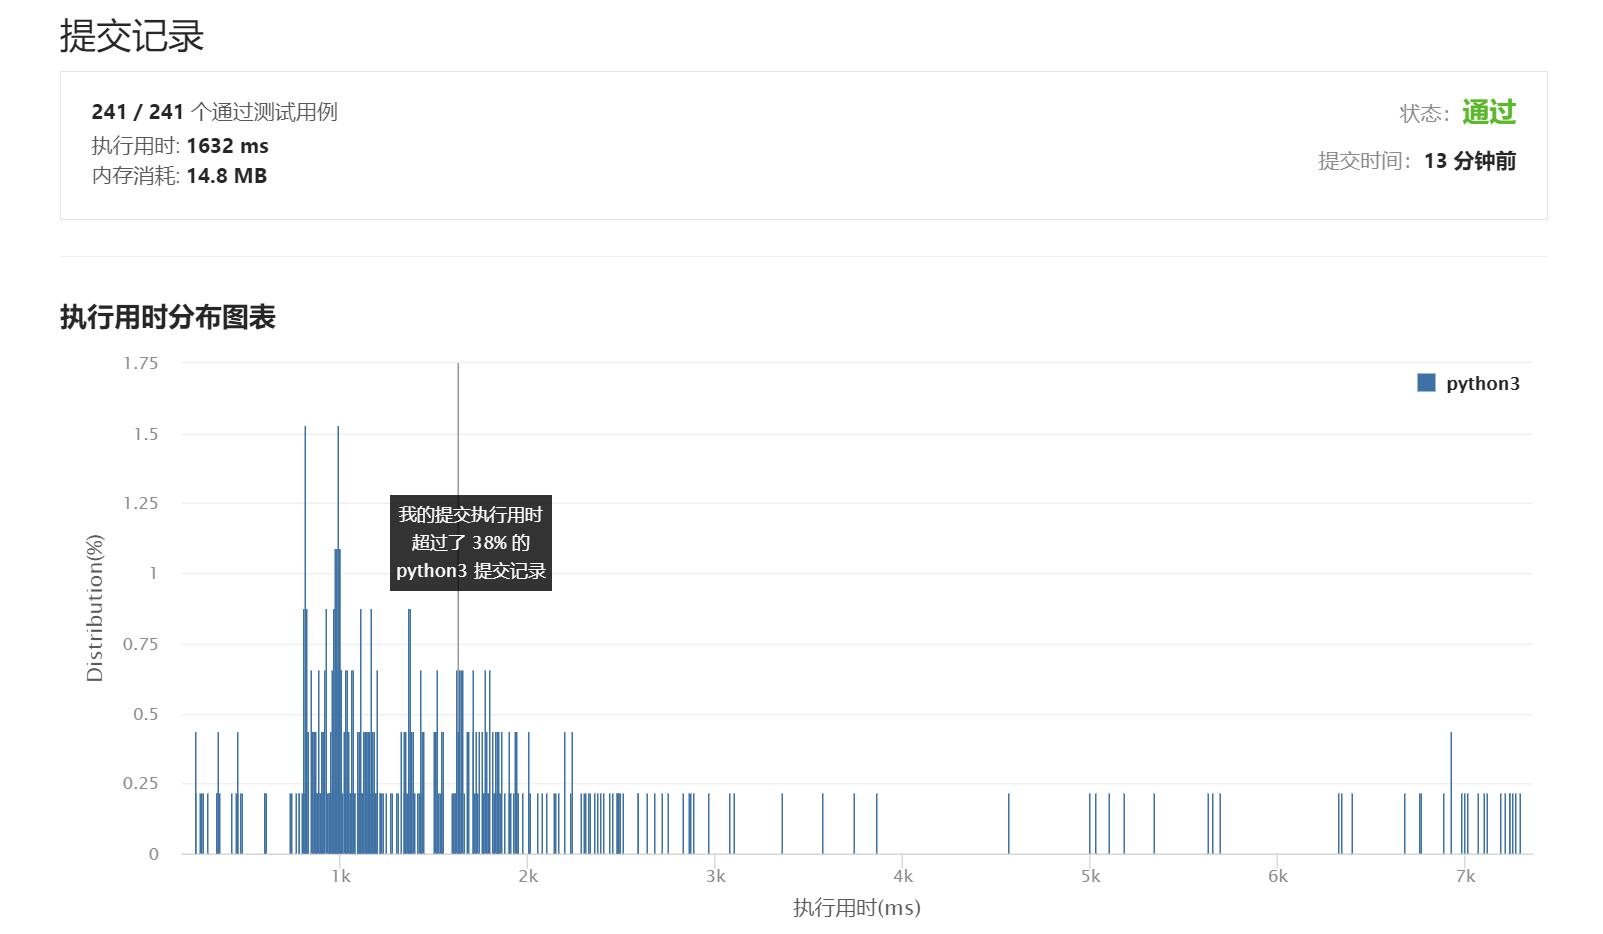 提交记录
241 / 241 个通过测试用例
状态：通过
执行用时: 1632 ms
提交时间：13 分钟前
内存消耗: 14.8 MB
执行用时分布图表
1.75
python3
1.5
1.25
我的提交执行用时
超过了 38% 的
python3 提交记录
1
Distribution(%)
0.75
0.5
0.25
0
1k
2k
3k
4k
5k
6k
7k
执行用时(ms)